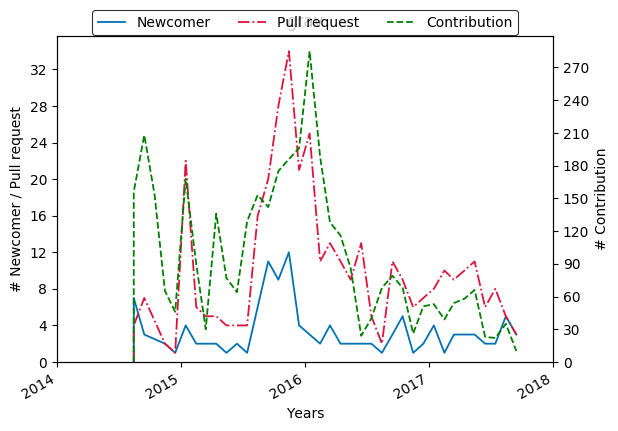 Newcomer Pull request Contribution
32 28 24 20 16 12 8 4 0
# Newcomer / Pull request
270 240 210 180 150 120 90 60 30 0
# Contribution
2014 2015 2016 2017 2018
Years